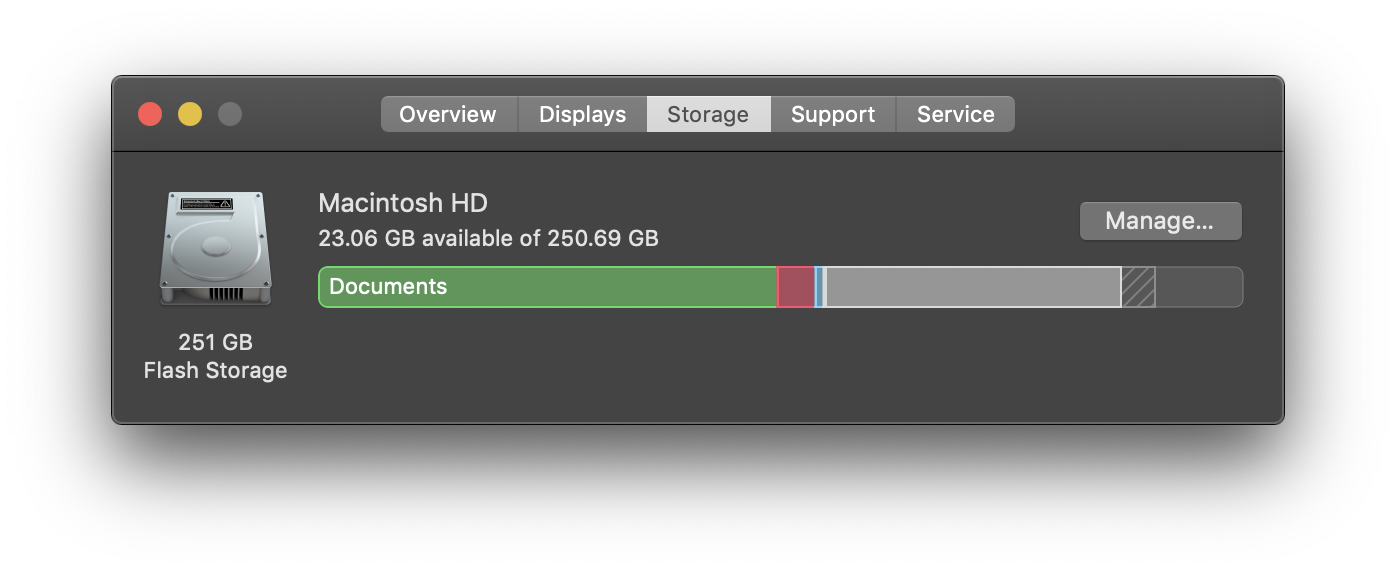 Overview Displays Storage Support Service
Macintosh HD
23.06 GB available of 250.69 GB
Manage...
Documents
251 GB
Flash Storage